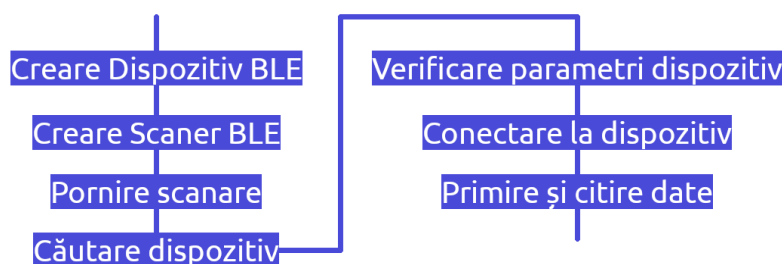 Creare Dispozitiv BLE
Creare Scaner BLE
Pornire scanare
Căutare dispozitiv
Verificare parametri dispozitiv
Conectare la dispozitiv
Primire și citire date